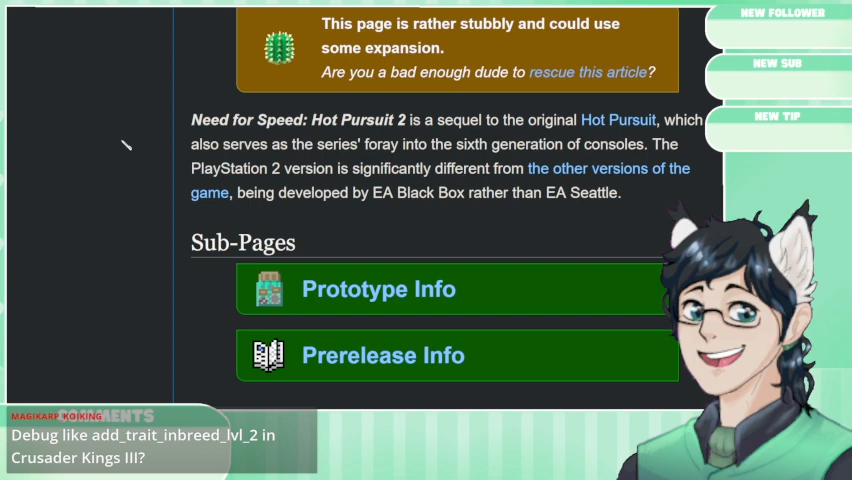 This page is rather stubbly and could use
some expansion.
Are you a bad enough dude to rescue this article?
NEW FOLLOWER
NEW SUB
NEW TIP
Need for Speed: Hot Pursuit 2 is a sequel to the original Hot Pursuit, which
also serves as the series' foray into the sixth generation of consoles. The
PlayStation 2 version is significantly different from the other versions of the
game, being developed by EA Black Box rather than EA Seattle.
Sub-Pages
Prototype Info
Prerelease Info
COMMENTS
MAGIKARP KOIKING
Debug like add_trait_inbreed_lvl_2 in
Crusader Kings III?